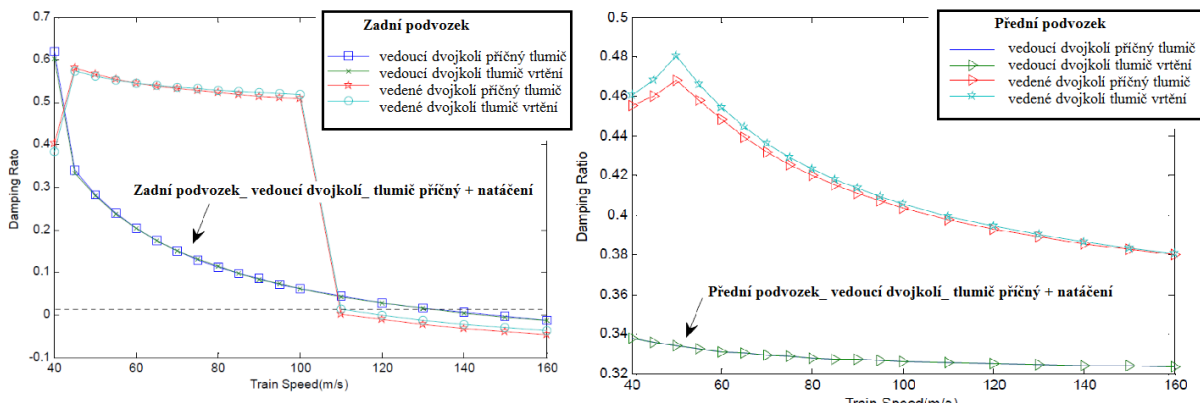 Zadní podvozek
vedoucí dvojkolí příčný tlumič
vedoucí dvojkolí tlumič vrtění
vedené dvojkolí příčný tlumič
vedené dvojkolí tlumič vrtění
Damping Rato
0.7
0.6
0.5
0.4
0.3
0.2
0.1
0
-0.1
Zadní podvozek_ vedoucí dvojkolí_ tlumič příčný + natáčení
40 60 80 100 120 140 160
Train Speed(m/s)
Přední podvozek
vedoucí dvojkolí příčný tlumič
vedoucí dvojkolí tlumič vrtění
vedené dvojkolí příčný tlumič
vedené dvojkolí tlumič vrtění
Damping Ratio
0.5
0.48
0.46
0.44
0.42
0.4
0.38
0.36
0.34
0.32
Přední podvozek_ vedoucí dvojkolí_ tlumič příčný + natáčení
40 60 80 100 120 140 160
Train Speed(m/s)